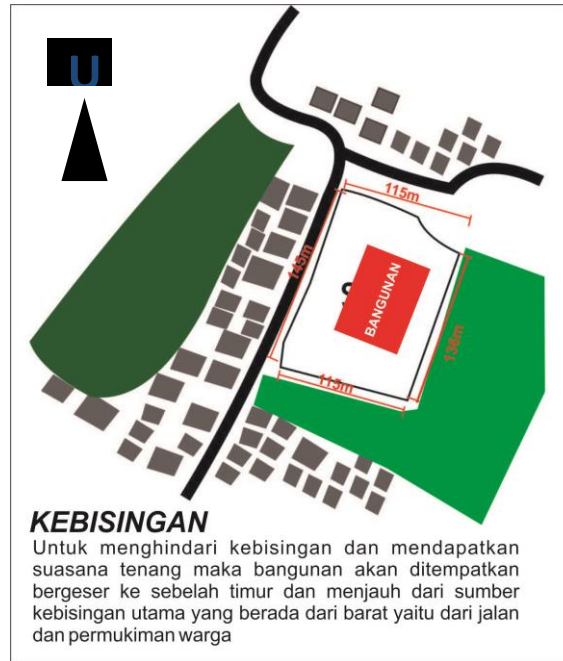 U
115m
145m
BANGUNAN
136m
115m
KEBISINGAN
Untuk menghindari kebisingan dan mendapatkan
suasana tenang maka bangunan akan ditempatkan
bergeser ke sebelah timur dan menjauh dari sumber
kebisingan utama yang berada dari barat yaitu dari jalan
dan permukiman warga